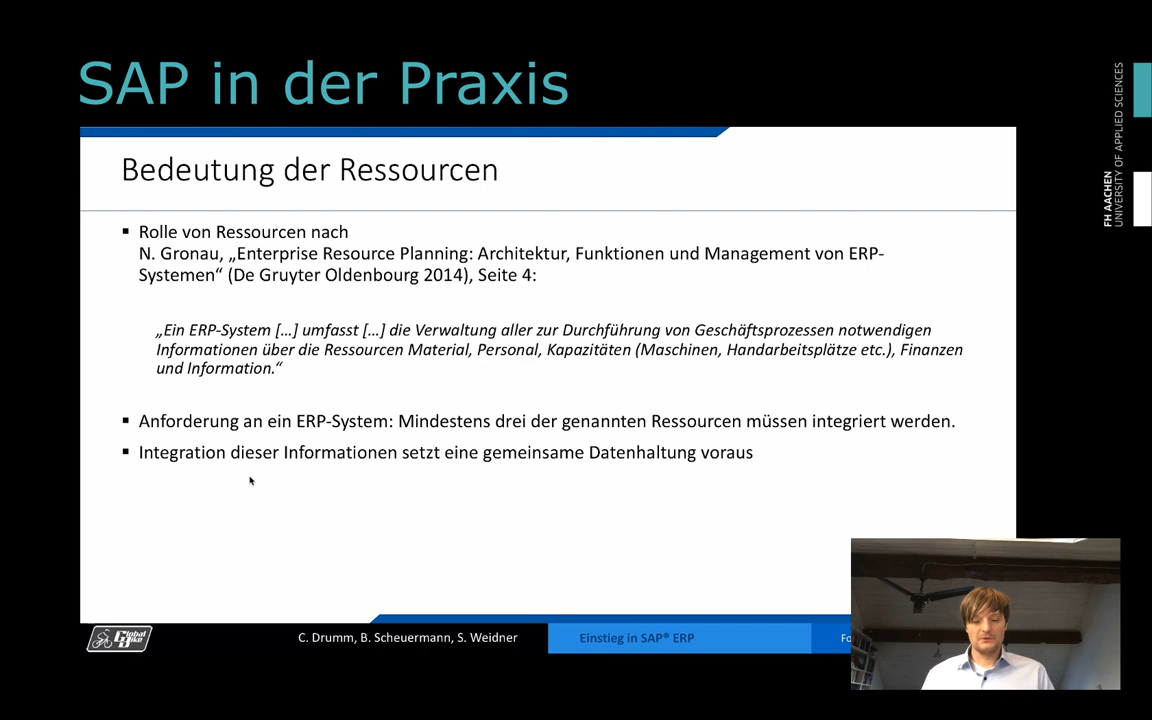 SAP in der Praxis
FH AACHEN
UNIVERSITY OF APPLIED SCIENCES
Bedeutung der Ressourcen
▪ Rolle von Ressourcen nach
N. Gronau, „Enterprise Resource Planning: Architektur, Funktionen und Management von ERP-
Systemen“ (De Gruyter Oldenbourg 2014), Seite 4:
„Ein ERP-System […] umfasst […] die Verwaltung aller zur Durchführung von Geschäftsprozessen notwendigen
Informationen über die Ressourcen Material, Personal, Kapazitäten (Maschinen, Handarbeitsplätze etc.), Finanzen
und Information.“
▪ Anforderung an ein ERP-System: Mindestens drei der genannten Ressourcen müssen integriert werden.
▪ Integration dieser Informationen setzt eine gemeinsame Datenhaltung voraus
Global Bike
C. Drumm, B. Scheuermann, S. Weidner
Einstieg in SAP® ERP
Fo